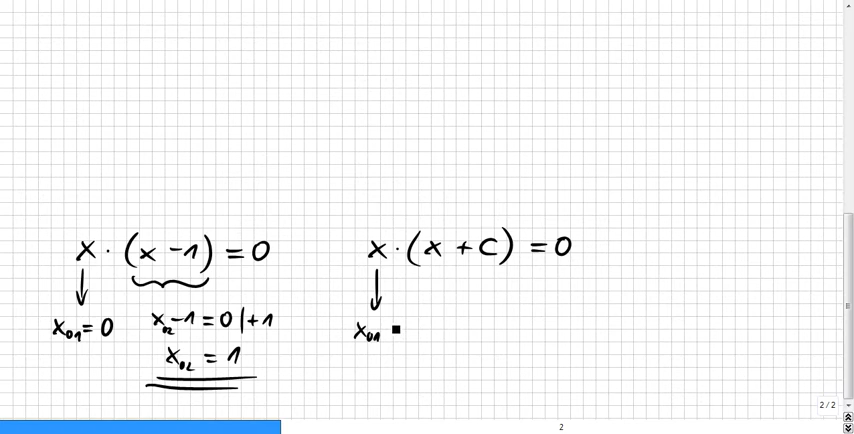 x · (x - 1) = 0
x₀₁ = 0
x₀₂ - 1 = 0 | + 1
x₀₂ = 1
x · (x + c) = 0
x₀₁
2 / 2
2